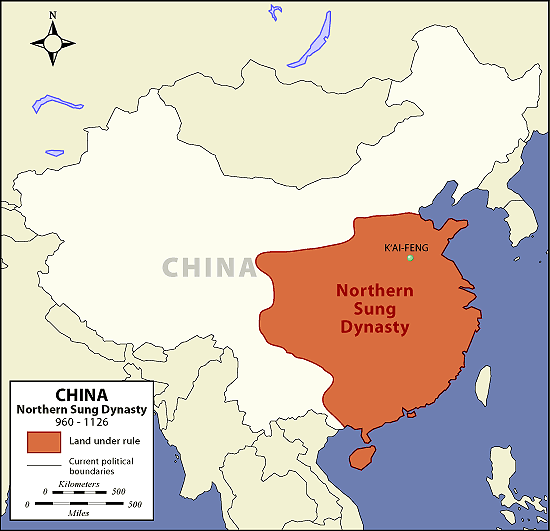 N
K'AI-FENG
CHINA
Northern
Sung
Dynasty
CHINA
Northern Sung Dynasty
960 - 1126
Land under rule
Current political
boundaries
Kilometers
0 500
0 500
Miles